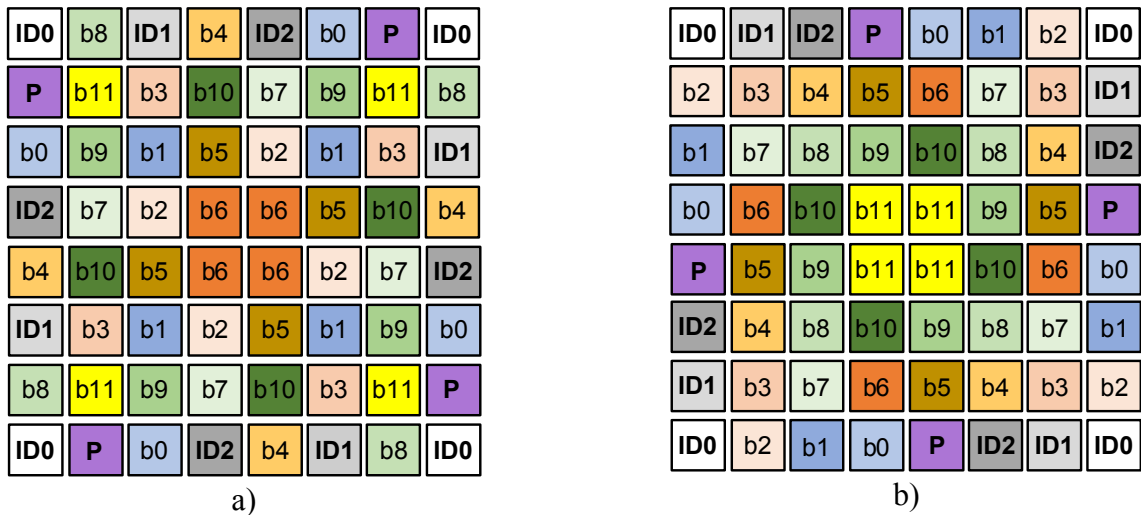 ID0 b8 ID1 b4 ID2 b0 P ID0
P b11 b3 b10 b7 b9 b11 b8
b0 b9 b1 b5 b2 b1 b3 ID1
ID2 b7 b2 b6 b6 b5 b10 b4
b4 b10 b5 b6 b6 b2 b7 ID2
ID1 b3 b1 b2 b5 b1 b9 b0
b8 b11 b9 b7 b10 b3 b11 P
ID0 P b0 ID2 b4 ID1 b8 ID0
a)
ID0 ID1 ID2 P b0 b1 b2 ID0
b2 b3 b4 b5 b6 b7 b3 ID1
b1 b7 b8 b9 b10 b8 b4 ID2
b0 b6 b10 b11 b11 b9 b5 P
P b5 b9 b11 b11 b10 b6 b0
ID2 b4 b8 b10 b9 b8 b7 b1
ID1 b3 b7 b6 b5 b4 b3 b2
ID0 b2 b1 b0 P ID2 ID1 ID0
b)